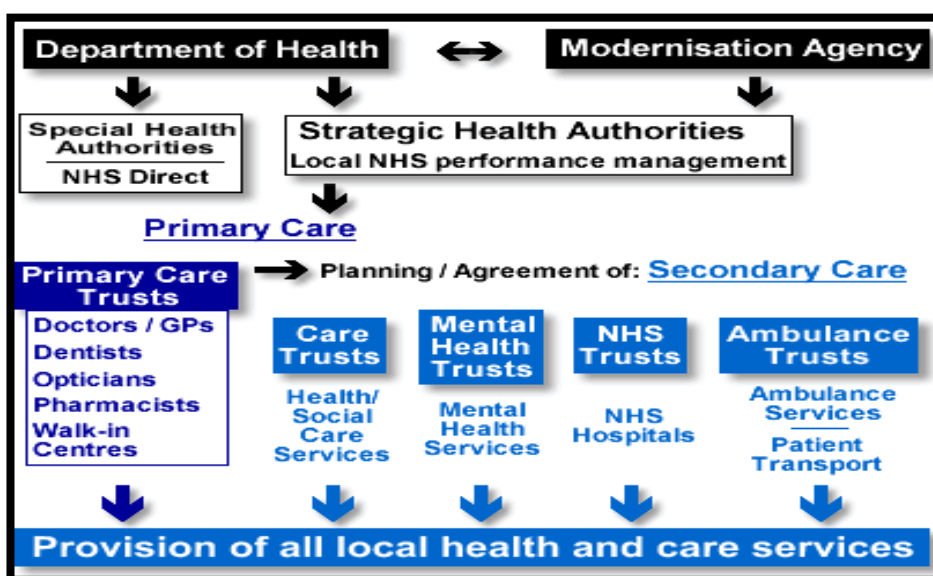 Department of Health
Modernisation Agency
Special Health
Authorities
NHS Direct
Strategic Health Authorities
Local NHS performance management
Primary Care
Primary Care
Trusts
Planning / Agreement of: Secondary Care
Doctors / GPs
Dentists
Opticians
Pharmacists
Walk-in
Centres
Care
Trusts
Health/
Social
Care
Services
Mental
Health
Trusts
Mental
Health
Services
NHS
Trusts
NHS
Hospitals
Ambulance
Trusts
Ambulance
Services
Patient
Transport
Provision of all local health and care services